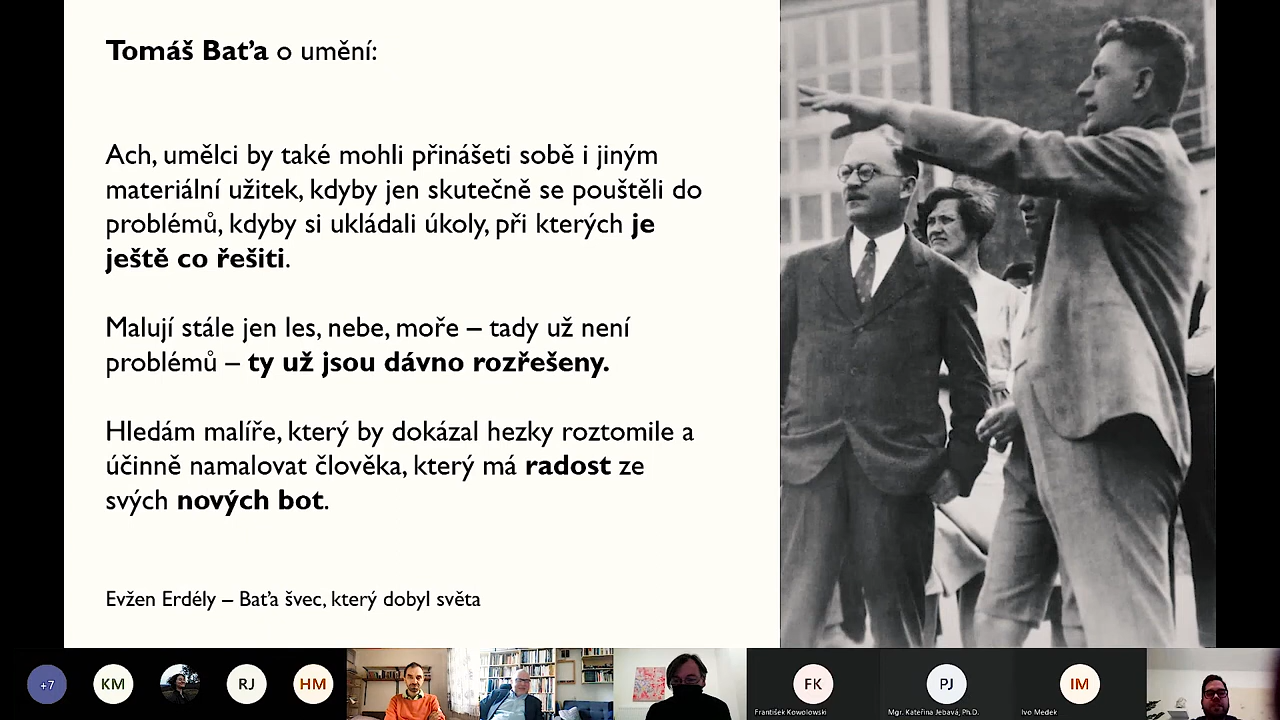 Tomáš Baťa o umění:
Ach, umělci by také mohli přinášeti sobě i jiným
materiální užitek, kdyby jen skutečně se pouštěli do
problémů, kdyby si ukládali úkoly, při kterých je
ještě co řešiti.
Malují stále jen les, nebe, moře – tady už není
problémů – ty už jsou dávno rozřešeny.
Hledám malíře, který by dokázal hezky roztomile a
účinně namalovat člověka, který má radost ze
svých nových bot.
Evžen Erdély – Baťa švec, který dobyl světa
+7
KM
RJ
HM
FK
PJ
IM
František Kowolowski
Mgr. Kateřina Jebavá, Ph.D.
Ivo Medek